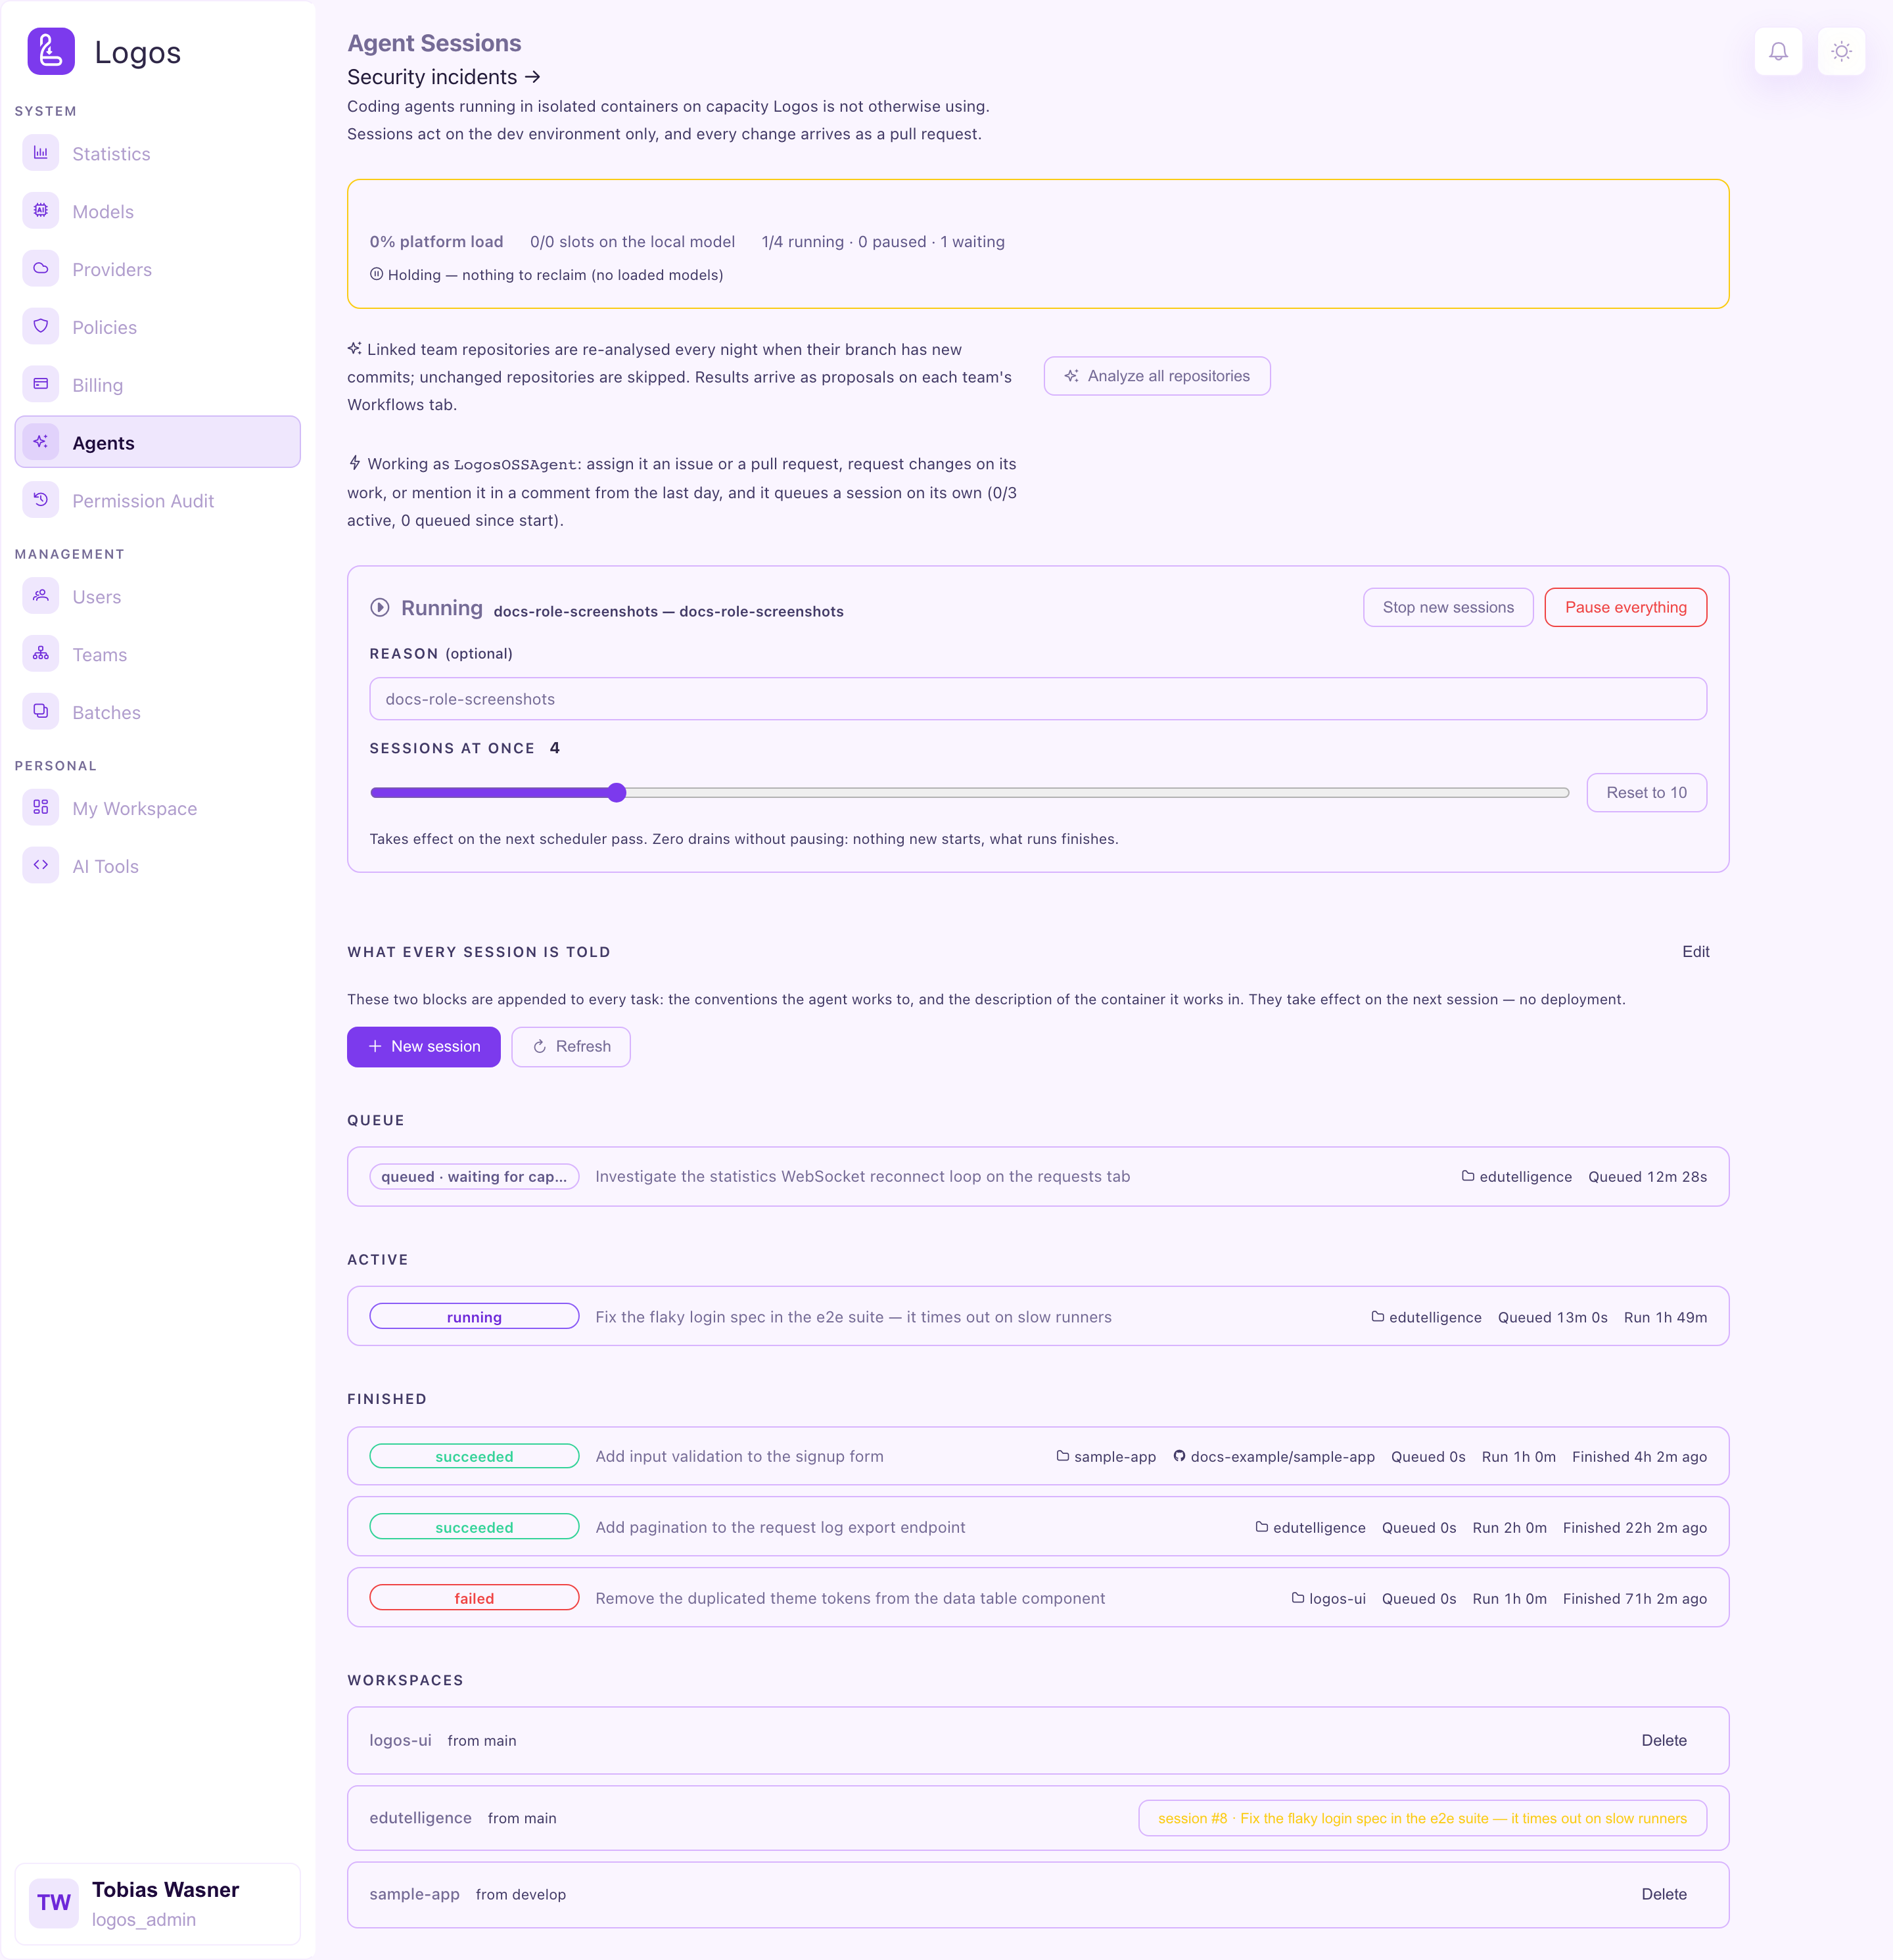 Logos
SYSTEM
Statistics
Models
Providers
Policies
Billing
Agents
Permission Audit
MANAGEMENT
Users
Teams
Batches
PERSONAL
My Workspace
AI Tools
TW
Tobias Wasner
logos_admin
Agent Sessions
Security incidents →
Coding agents running in isolated containers on capacity Logos is not otherwise using.
Sessions act on the dev environment only, and every change arrives as a pull request.
0% platform load 0/0 slots on the local model 1/4 running · 0 paused · 1 waiting
Holding — nothing to reclaim (no loaded models)
Linked team repositories are re-analysed every night when their branch has new
commits; unchanged repositories are skipped. Results arrive as proposals on each team's
Workflows tab.
Analyze all repositories
Working as LogosOSSAgent: assign it an issue or a pull request, request changes on its
work, or mention it in a comment from the last day, and it queues a session on its own (0/3
active, 0 queued since start).
Running docs-role-screenshots — docs-role-screenshots
Stop new sessions
Pause everything
REASON (optional)
docs-role-screenshots
SESSIONS AT ONCE 4
Reset to 10
Takes effect on the next scheduler pass. Zero drains without pausing: nothing new starts, what runs finishes.
WHAT EVERY SESSION IS TOLD
Edit
These two blocks are appended to every task: the conventions the agent works to, and the description of the container it works in. They take effect on the next session — no deployment.
New session
Refresh
QUEUE
queued · waiting for cap... Investigate the statistics WebSocket reconnect loop on the requests tab edutelligence Queued 12m 28s
ACTIVE
running Fix the flaky login spec in the e2e suite — it times out on slow runners edutelligence Queued 13m 0s Run 1h 49m
FINISHED
succeeded Add input validation to the signup form sample-app docs-example/sample-app Queued 0s Run 1h 0m Finished 4h 2m ago
succeeded Add pagination to the request log export endpoint edutelligence Queued 0s Run 2h 0m Finished 22h 2m ago
failed Remove the duplicated theme tokens from the data table component logos-ui Queued 0s Run 1h 0m Finished 71h 2m ago
WORKSPACES
logos-ui from main Delete
edutelligence from main session #8 · Fix the flaky login spec in the e2e suite — it times out on slow runners
sample-app from develop Delete